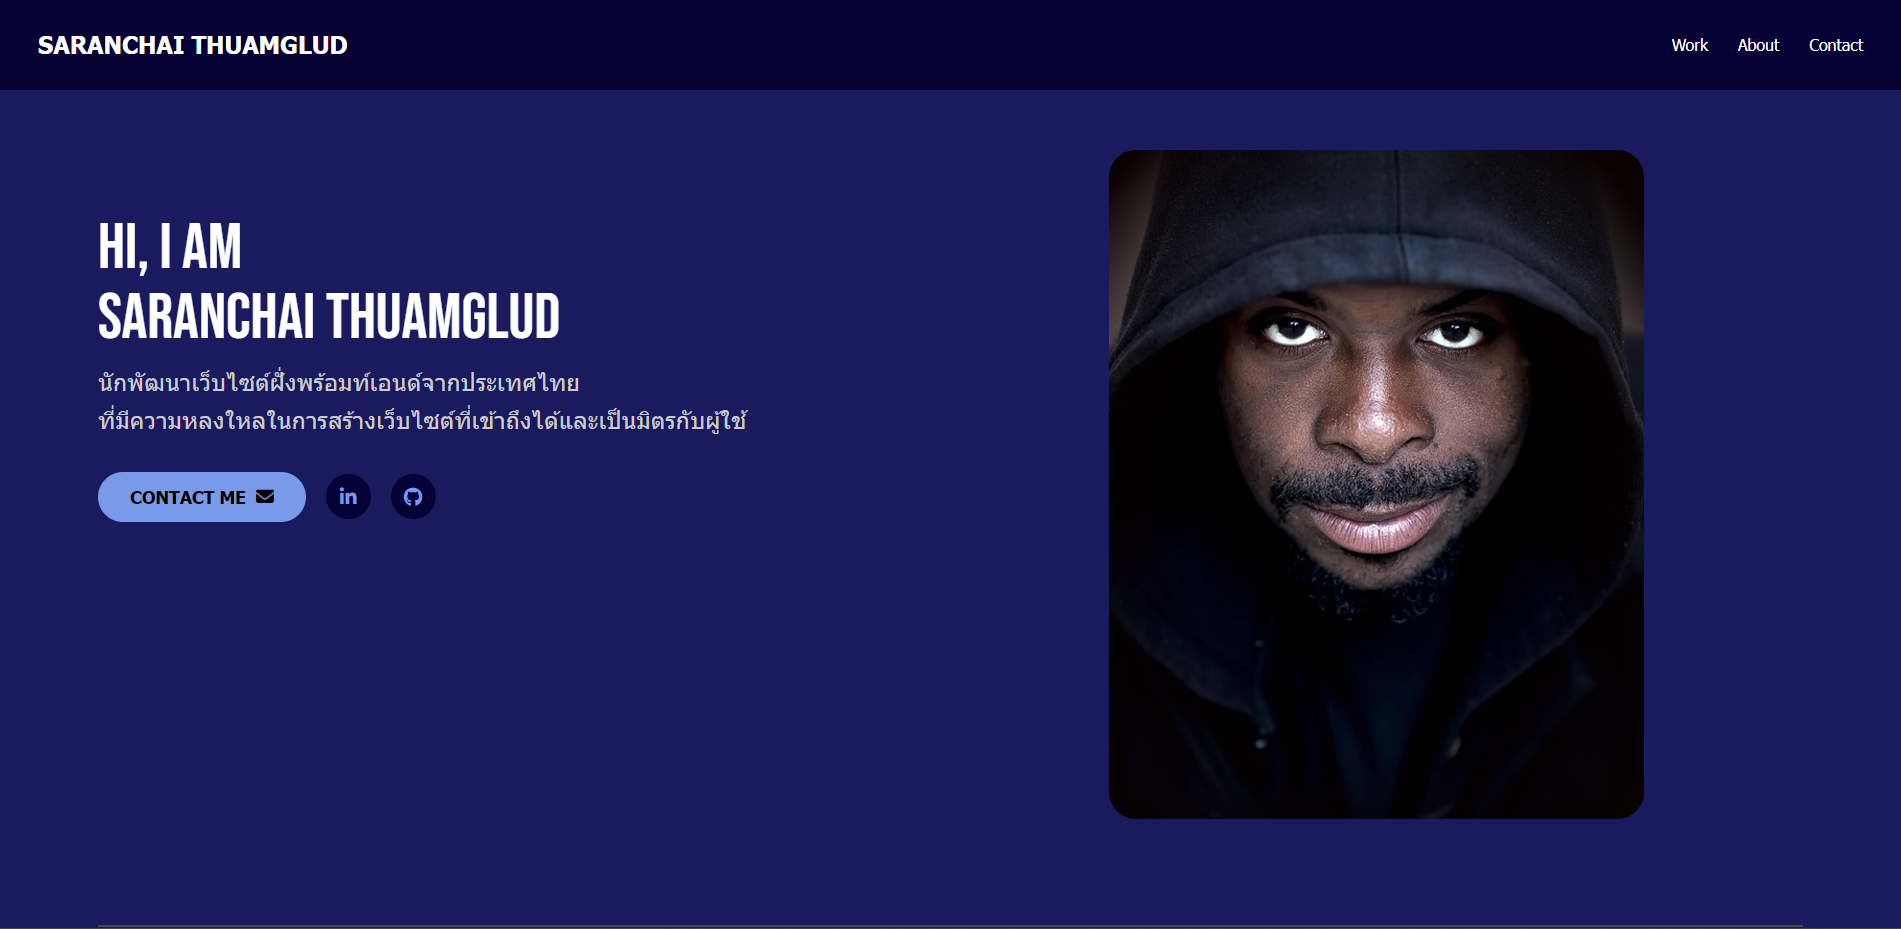 SARANCHAI THUAMGLUD
Work About Contact
HI, I AM
SARANCHAI THUAMGLUD
นักพัฒนาเว็บไซต์ฝั่งพร้อมท์เอนด์จากประเทศไทย
ที่มีความหลงใหลในการสร้างเว็บไซต์ที่เข้าถึงได้และเป็นมิตรกับผู้ใช้
CONTACT ME
in